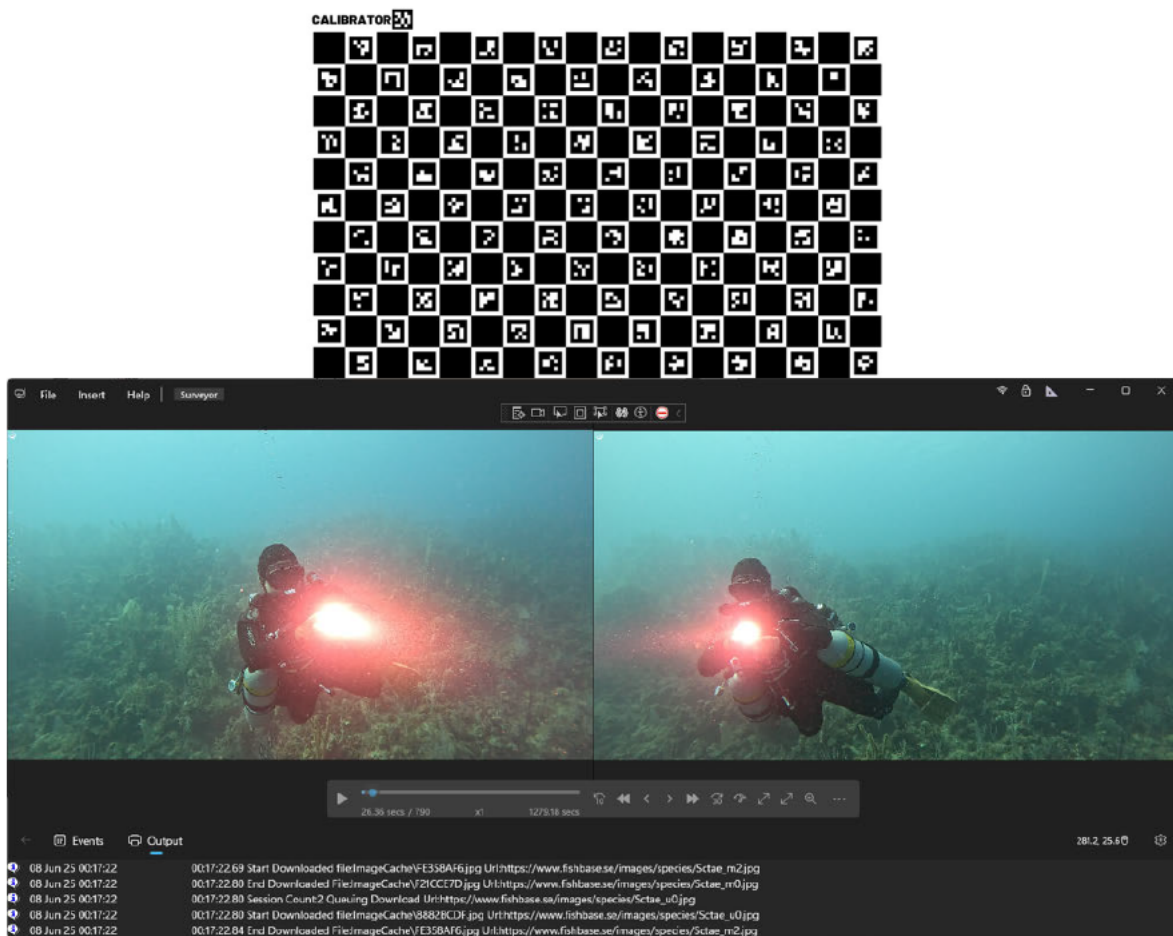 CALIBRATOR
File Insert Help Surveyor
26.36 secs / 790 x1 1279.18 secs
Events Output 281.2, 25.6
08 Jun 25 00:17:22 00:17:22.69 Start Downloaded file:ImageCache\FE358AF6.jpg Url:https://www.fishbase.se/images/species/Sctae_m2.jpg
08 Jun 25 00:17:22 00:17:22.80 End Downloaded File:ImageCache\F21CCE7D.jpg Url:https://www.fishbase.se/images/species/Sctae_m0.jpg
08 Jun 25 00:17:22 00:17:22.80 Session Count:2 Queuing Download Url:https://www.fishbase.se/images/species/Sctae_u0.jpg
08 Jun 25 00:17:22 00:17:22.80 Start Downloaded file:ImageCache\8882BCDF.jpg Url:https://www.fishbase.se/images/species/Sctae_u0.jpg
08 Jun 25 00:17:22 00:17:22.84 End Downloaded File:ImageCache\FE358AF6.jpg Url:https://www.fishbase.se/images/species/Sctae_m2.jpg